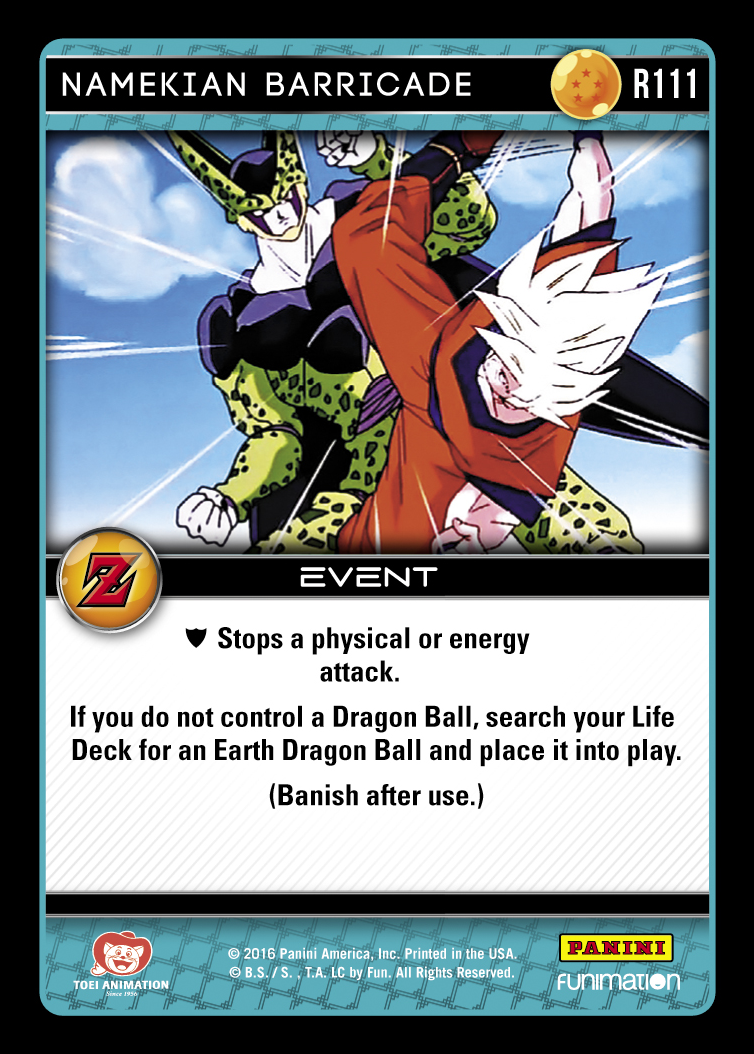 NAMEKIAN BARRICADE R111
Z
EVENT
Stops a physical or energy
attack.
If you do not control a Dragon Ball, search your Life
Deck for an Earth Dragon Ball and place it into play.
(Banish after use.)
TOEI ANIMATION
Since 1956
© 2016 Panini America, Inc. Printed in the USA.
© B.S. / S. , T.A. LC by Fun. All Rights Reserved.
PANINI
FUNIMATION